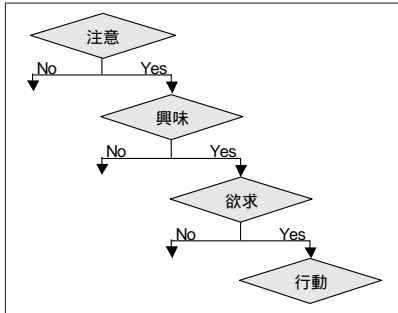 注意
No Yes
興味
No Yes
欲求
No Yes
行動